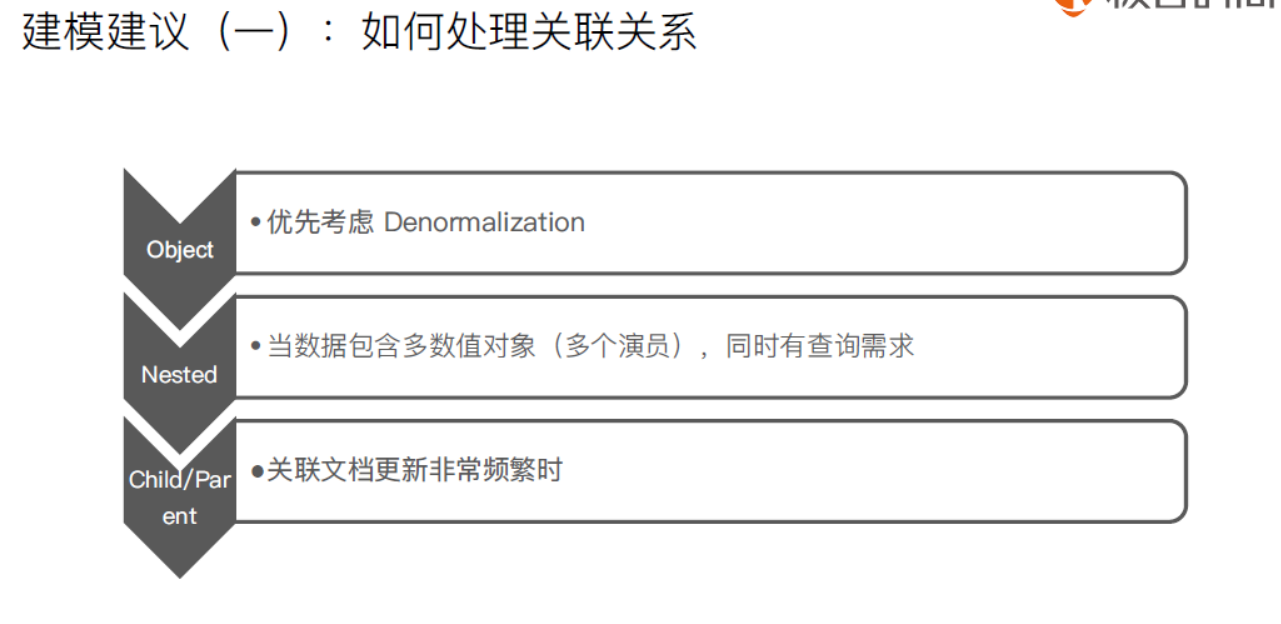 建模建议（一）：如何处理关联关系
Object
•优先考虑 Denormalization
Nested
•当数据包含多数值对象（多个演员），同时有查询需求
Child/Par
ent
●关联文档更新非常频繁时